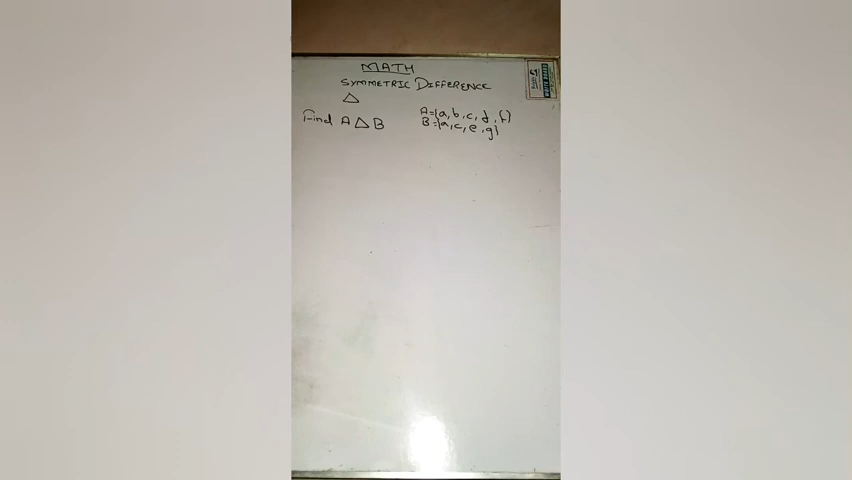 MATH
SYMMETRIC DIFFERENCE
△
Find A △ B
A={a, b, c, d, f}
B={a, c, e, g}